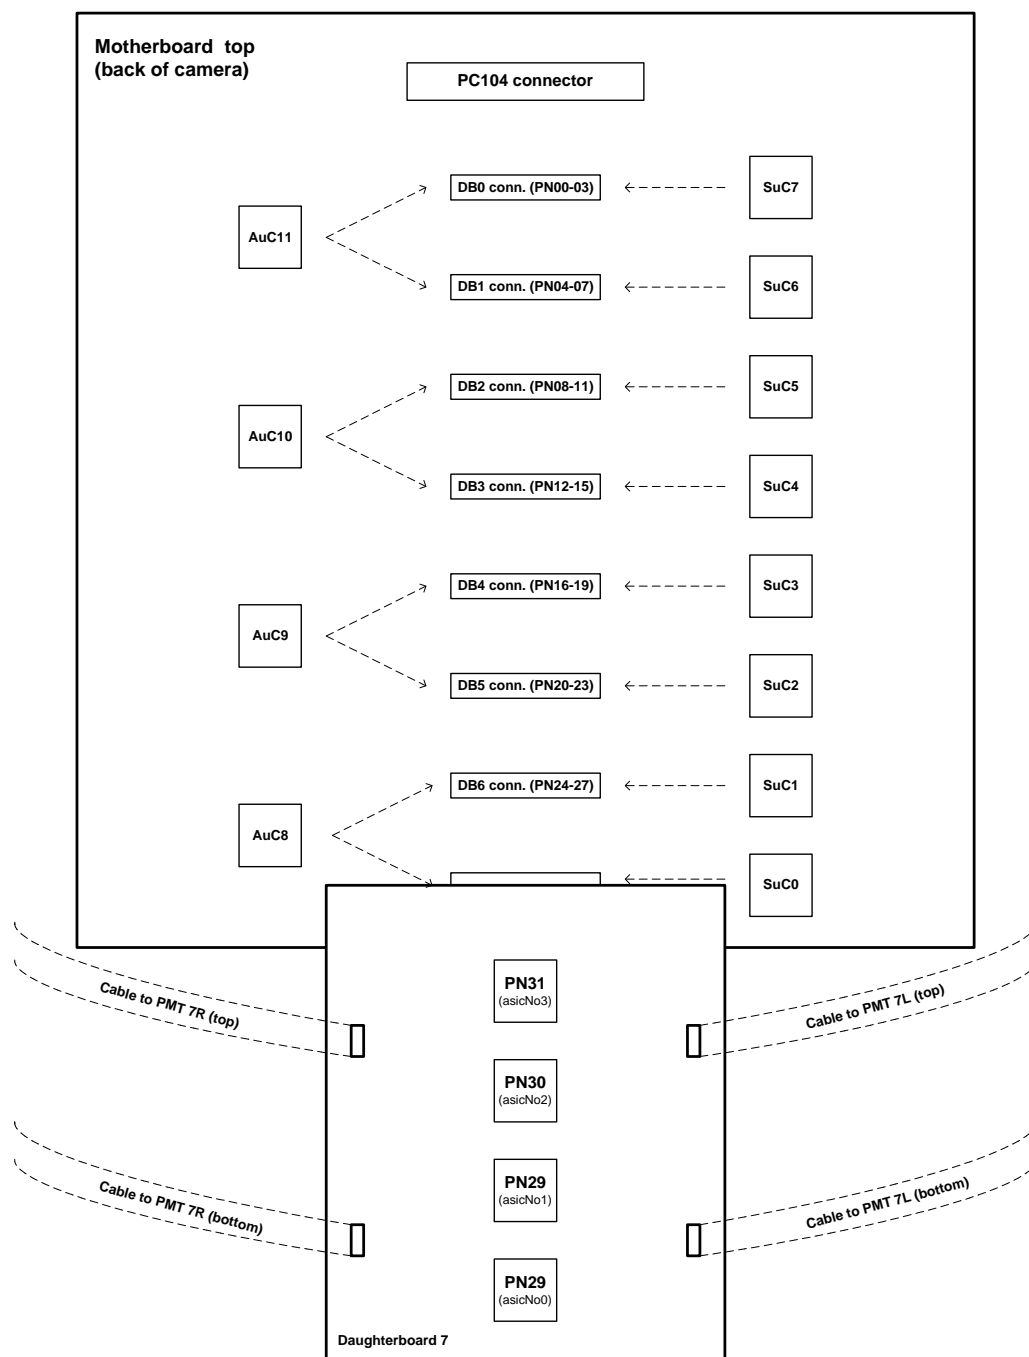 Motherboard top
(back of camera)
PC104 connector
DB0 conn. (PN00-03)
SuC7
AuC11
DB1 conn. (PN04-07)
SuC6
DB2 conn. (PN08-11)
SuC5
AuC10
DB3 conn. (PN12-15)
SuC4
DB4 conn. (PN16-19)
SuC3
AuC9
DB5 conn. (PN20-23)
SuC2
DB6 conn. (PN24-27)
SuC1
AuC8
SuC0
Cable to PMT 7R (top)
PN31
(asicNo3)
Cable to PMT 7L (top)
PN30
(asicNo2)
Cable to PMT 7R (bottom)
PN29
(asicNo1)
Cable to PMT 7L (bottom)
PN29
(asicNo0)
Daughterboard 7